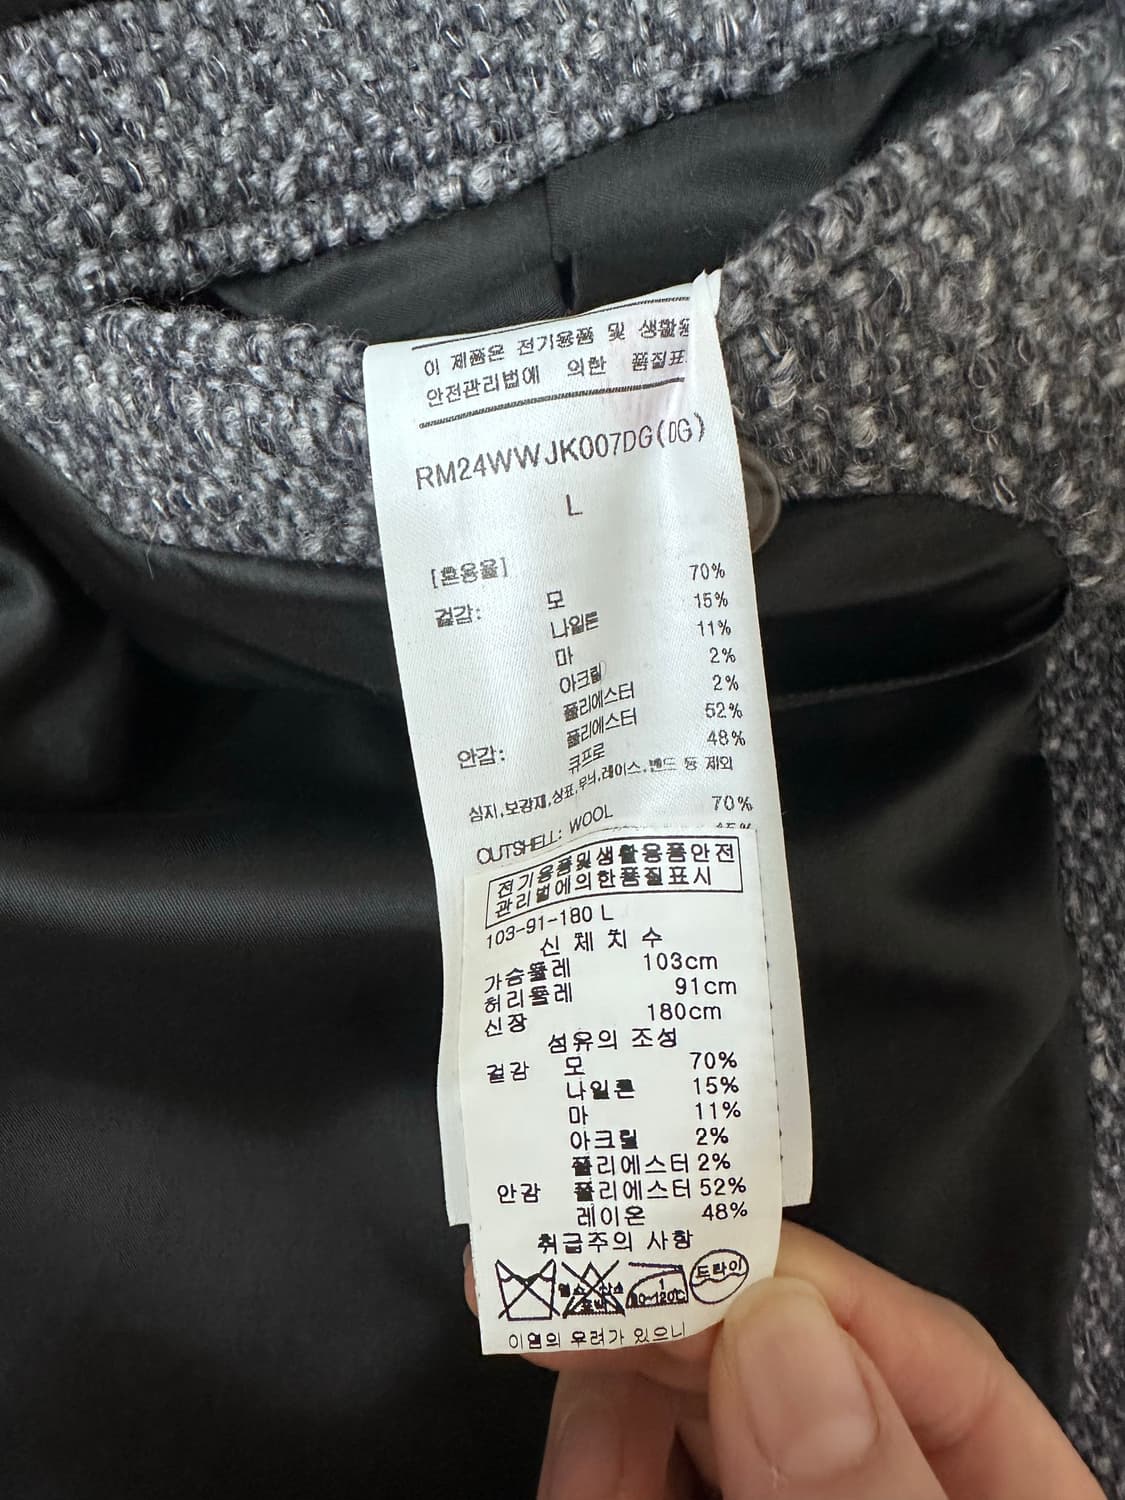 이 제품은 전기용품 및 생활용
안전관리법에 의한 품질표
RM24WWJK007DG(DG)
L
[혼용율]
겉감: 모 70%
나일론 15%
마 11%
아크릴 2%
폴리에스터 2%
안감: 폴리에스터 52%
큐프로 48%
심지,보강재,상표,무늬,레이스,밴드 등 제외
OUTSHELL: WOOL 70%
전기용품및생활용품안전
관리법에의한품질표시
103-91-180 L
신체치수
가슴둘레 103cm
허리둘레 91cm
신장 180cm
섬유의 조성
겉감 모 70%
나일론 15%
마 11%
아크릴 2%
폴리에스터 2%
안감 폴리에스터 52%
레이온 48%
취급주의 사항
드라이
이염의 우려가 있으니